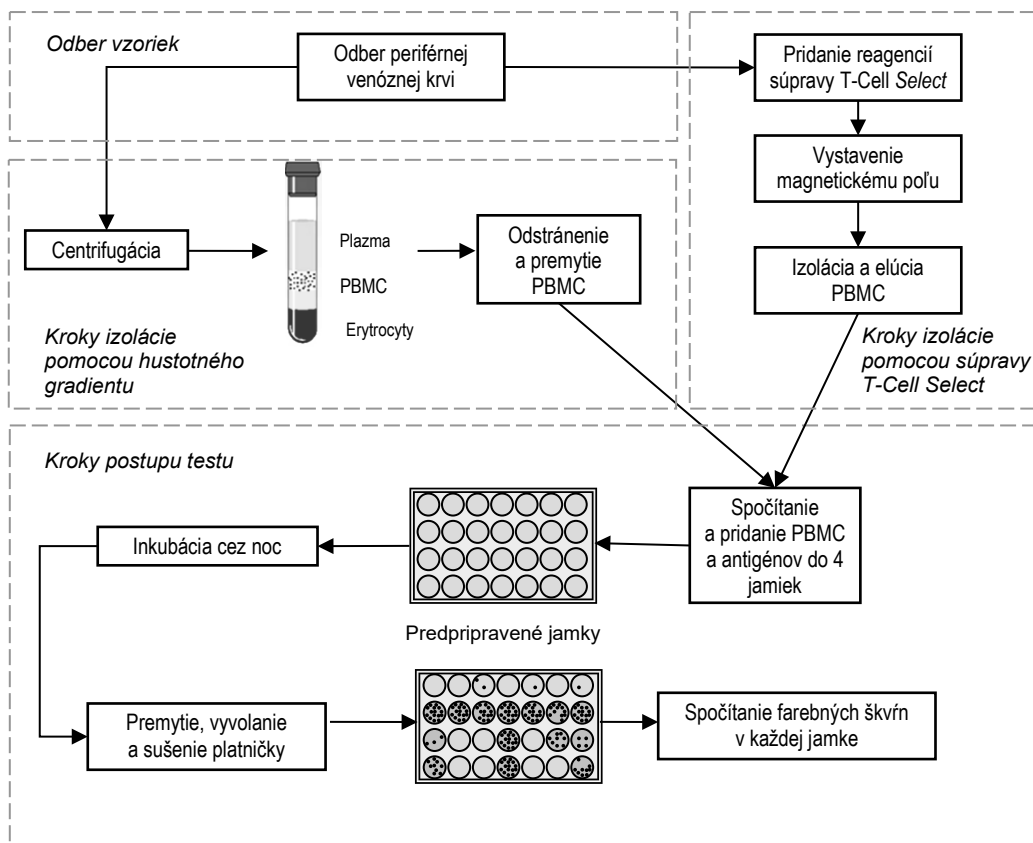 Odber vzoriek
Odber periférnej
venóznej krvi
Pridanie reagencií
súpravy T-Cell Select
Vystavenie
magnetickému poľu
Izolácia a elúcia
PBMC
Kroky izolácie
pomocou súpravy
T-Cell Select
Centrifugácia
Plazma
PBMC
Erytrocyty
Odstránenie
a premytie
PBMC
Kroky izolácie
pomocou hustotného
gradientu
Kroky postupu testu
Spočítanie
a pridanie PBMC
a antigénov do 4
jamiek
Inkubácia cez noc
Predpripravené jamky
Premytie, vyvolanie
a sušenie platničky
Spočítanie farebných škvŕn
v každej jamke